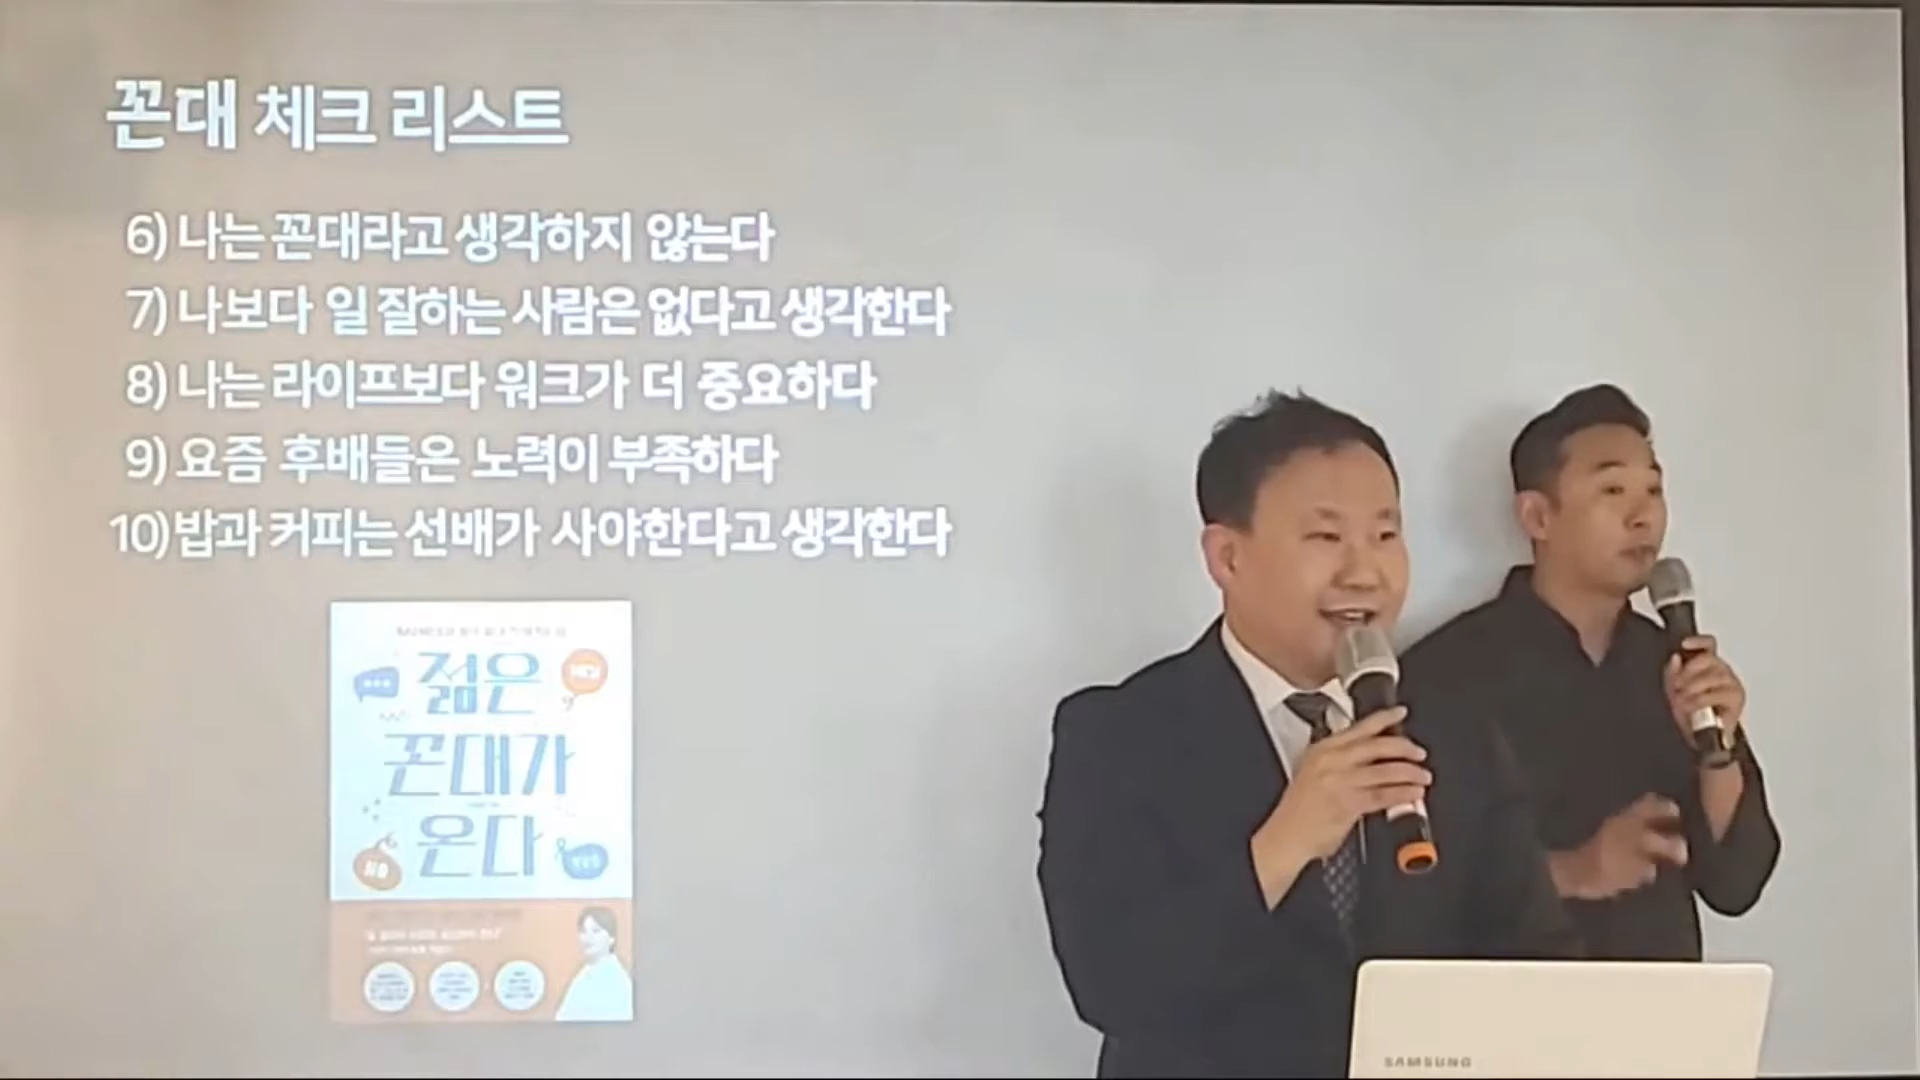 꼰대 체크 리스트
6) 나는 꼰대라고 생각하지 않는다
7) 나보다 일 잘하는 사람은 없다고 생각한다
8) 나는 라이프보다 워크가 더 중요하다
9) 요즘 후배들은 노력이 부족하다
10) 밥과 커피는 선배가 사야한다고 생각한다
젊은
꼰대가
온다
SAMSUNG